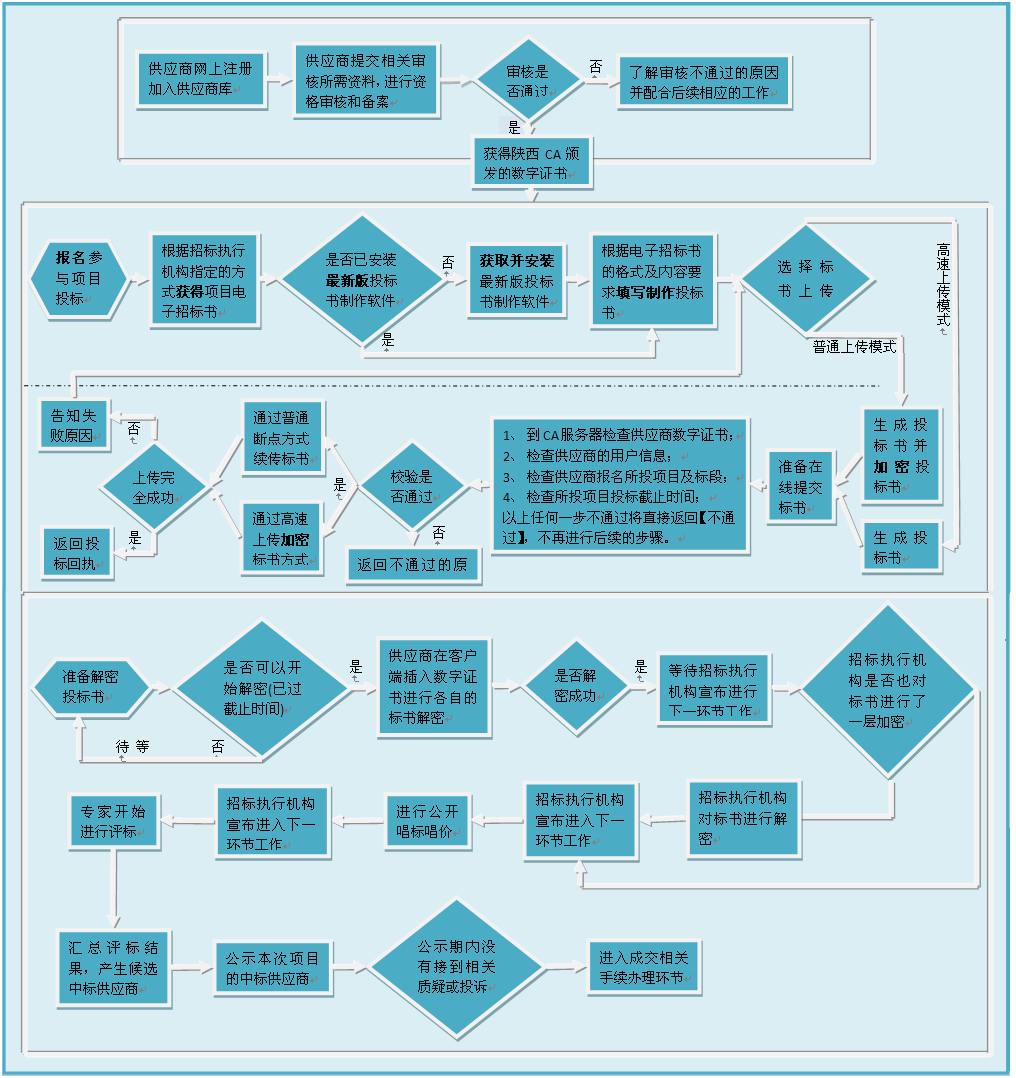 供应商网上注册
加入供应商库
供应商提交相关审
核所需资料，进行资
格审核和备案
审核是
否通过
否
了解审核不通过的原因
并配合后续相应的工作
是
获得陕西 CA 颁
发的数字证书
报名参
与项目
投标
根据招标执行
机构指定的方
式获得项目电
子招标书
是否已安装
最新版投标
书制作软件
否
是
获取并安装
最新版投标
书制作软件
根据电子招标书
的格式及内容要
求填写制作投标
书
选择标
书上传
高速上传模式
普通上传模式
生成投
标书并
加密投
标书
生成投
标书
准备在
线提交
标书
1、 到 CA 服务器检查供应商数字证书；
2、 检查供应商的用户信息；
3、 检查供应商报名所投项目及标段；
4、 检查所投项目投标截止时间；
以上任何一步不通过将直接返回【不通
过】，不再进行后续的步骤。
校验是
否通过
是
否
返回不通过的原
通过普通
断点方式
续传标书
通过高速
上传加密
标书方式
上传完
全成功
否
告知失
败原因
是
返回投
标回执
准备解密
投标书
是否可以开
始解密(已过
截止时间)
待 等
否
是
供应商在客户
端插入数字证
书进行各自的
标书解密
是否解
密成功
是
等待招标执行
机构宣布进行
下一环节工作
招标执行机
构是否也对
标书进行了
一层加密
招标执行机构
对标书进行解
密
招标执行机构
宣布进入下一
环节工作
进行公开
唱标唱价
招标执行机构
宣布进入下一
环节工作
专家开始
进行评标
汇总评标结
果，产生候选
中标供应商
公示本次项目
的中标供应商
公示期内没
有接到相关
质疑或投诉
进入成交相关
手续办理环节